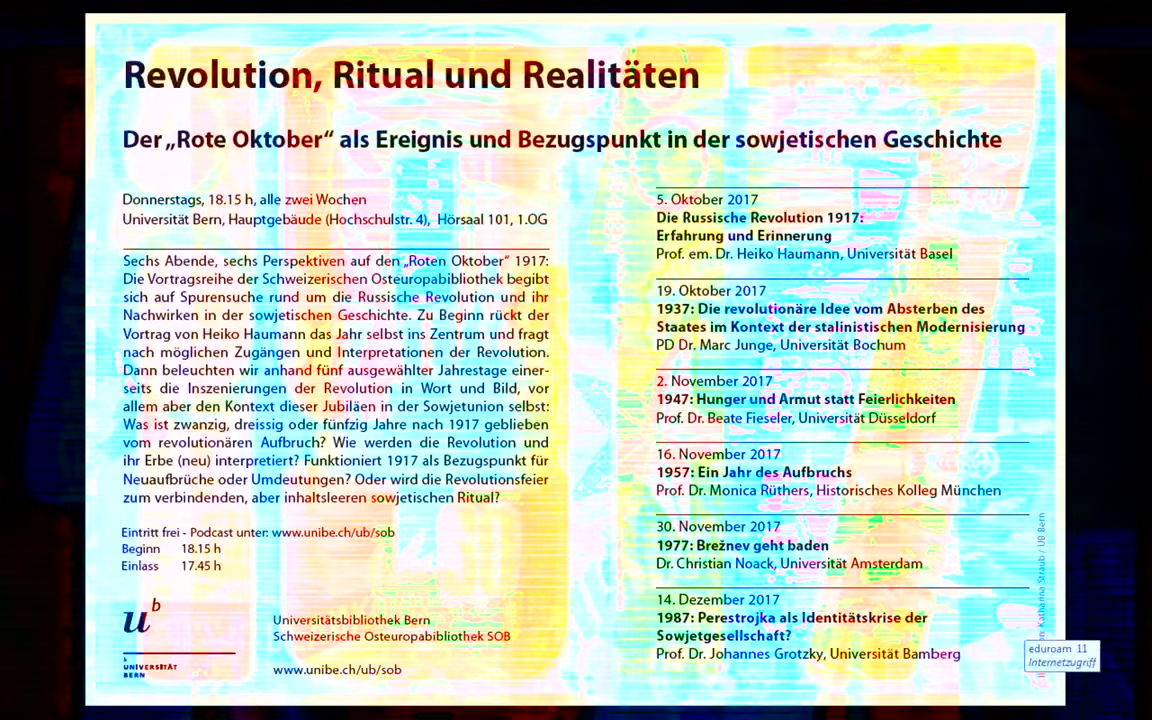 Revolution, Ritual und Realitäten
Der „Rote Oktober“ als Ereignis und Bezugspunkt in der sowjetischen Geschichte
Donnerstags, 18.15 h, alle zwei Wochen
Universität Bern, Hauptgebäude (Hochschulstr. 4), Hörsaal 101, 1.OG
Sechs Abende, sechs Perspektiven auf den „Roten Oktober“ 1917:
Die Vortragsreihe der Schweizerischen Osteuropabibliothek begibt
sich auf Spurensuche rund um die Russische Revolution und ihr
Nachwirken in der sowjetischen Geschichte. Zu Beginn rückt der
Vortrag von Heiko Haumann das Jahr selbst ins Zentrum und fragt
nach möglichen Zugängen und Interpretationen der Revolution.
Dann beleuchten wir anhand fünf ausgewählter Jahrestage einer-
seits die Inszenierungen der Revolution in Wort und Bild, vor
allem aber den Kontext dieser Jubiläen in der Sowjetunion selbst:
Was ist zwanzig, dreissig oder fünfzig Jahre nach 1917 geblieben
vom revolutionären Aufbruch? Wie werden die Revolution und
ihr Erbe (neu) interpretiert? Funktioniert 1917 als Bezugspunkt für
Neuaufbrüche oder Umdeutungen? Oder wird die Revolutionsfeier
zum verbindenden, aber inhaltsleeren sowjetischen Ritual?
Eintritt frei - Podcast unter: www.unibe.ch/ub/sob
Beginn 18.15 h
Einlass 17.45 h
u b
b
UNIVERSITÄT
BERN
Universitätsbibliothek Bern
Schweizerische Osteuropabibliothek SOB
www.unibe.ch/ub/sob
5. Oktober 2017
Die Russische Revolution 1917:
Erfahrung und Erinnerung
Prof. em. Dr. Heiko Haumann, Universität Basel
19. Oktober 2017
1937: Die revolutionäre Idee vom Absterben des
Staates im Kontext der stalinistischen Modernisierung
PD Dr. Marc Junge, Universität Bochum
2. November 2017
1947: Hunger und Armut statt Feierlichkeiten
Prof. Dr. Beate Fieseler, Universität Düsseldorf
16. November 2017
1957: Ein Jahr des Aufbruchs
Prof. Dr. Monica Rüthers, Historisches Kolleg München
30. November 2017
1977: Brežnev geht baden
Dr. Christian Noack, Universität Amsterdam
14. Dezember 2017
1987: Perestrojka als Identitätskrise der
Sowjetgesellschaft?
Prof. Dr. Johannes Grotzky, Universität Bamberg
Katharina Straub / UB Bern
eduroam 11
Internetzugriff